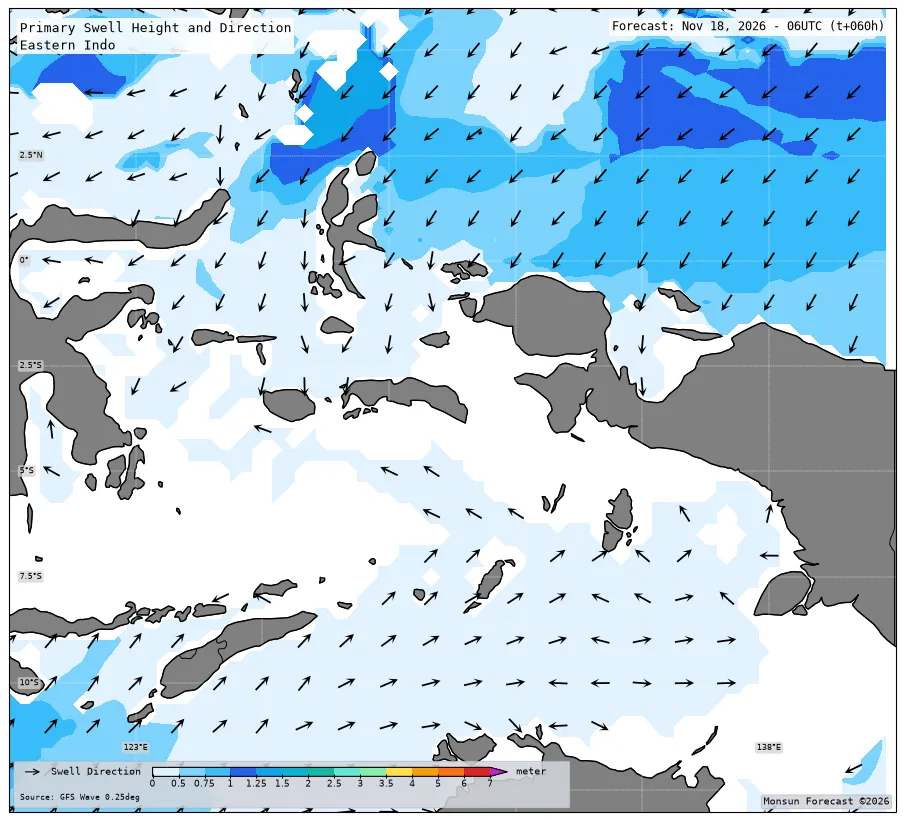 Primary Swell Height and Direction
Eastern Indo
Forecast: Nov 18, 2026 - 06UTC (t+060h)
2.5°N
0°
2.5°S
5°S
7.5°S
10°S
123°E
138°E
Swell Direction
0 0.5 0.75 1 1.25 1.5 1.75 2 2.5 3 3.5 4 5 6 7
meter
Source: GFS Wave 0.25deg
Monsun Forecast ©2026